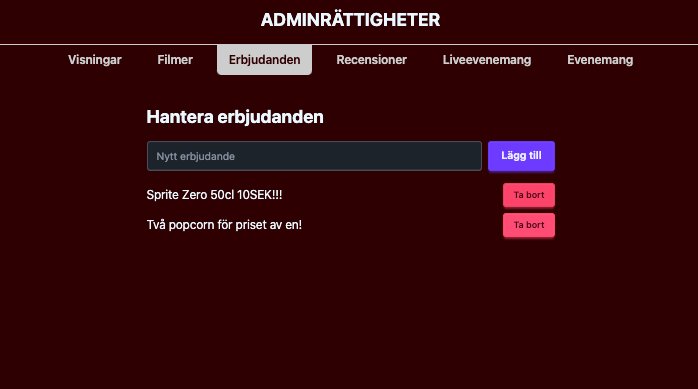 ADMINRÄTTIGHETER
Visningar Filmer Erbjudanden Recensioner Liveevenemang Evenemang
Hantera erbjudanden
Nytt erbjudande Lägg till
Sprite Zero 50cl 10SEK!!! Ta bort
Två popcorn för priset av en! Ta bort